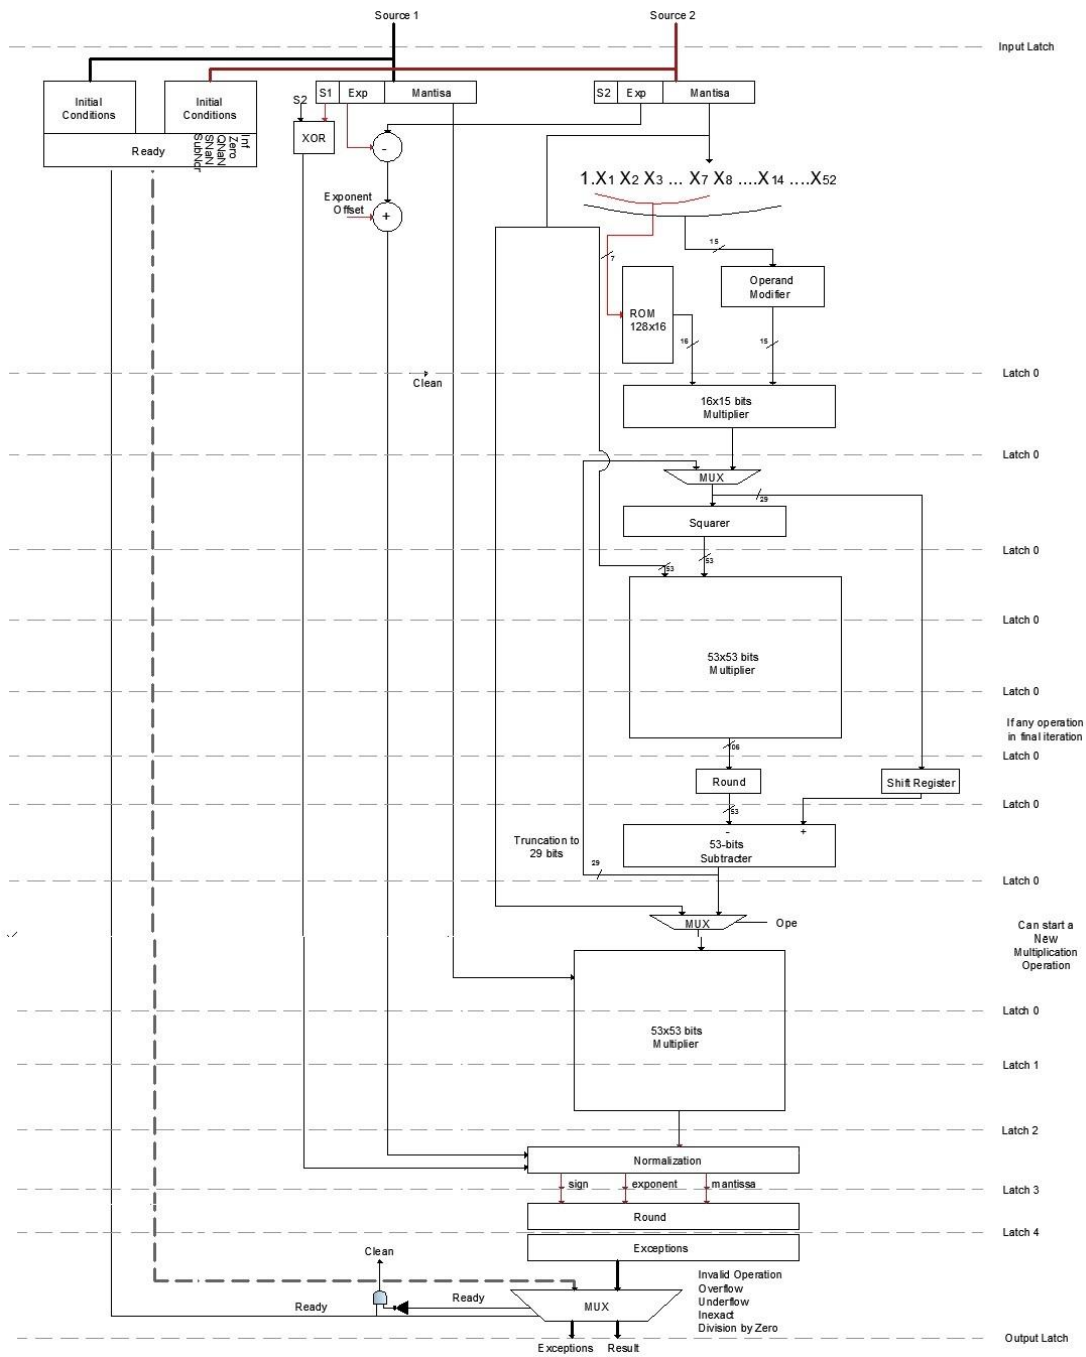 Source 1
Source 2
Input Latch
Initial
Conditions
Initial
Conditions
Ready
Inf
Zero
QNaN
SNaN
SubNor
S2
S1 Exp Mantisa
S2 Exp Mantisa
XOR
-
Exponent
Offset
+
1.X1 X2 X3 ... X7 X8 ....X14 ....X52
15
7
Operand
Modifier
ROM
128x16
16
15
Clean
Latch 0
16x15 bits
Multiplier
Latch 0
MUX
29
Squarer
Latch 0
53
53
Latch 0
53x53 bits
Multiplier
Latch 0
If any operation
in final iteration
106
Latch 0
Round
Shift Register
Latch 0
53
- +
53-bits
Subtracter
Truncation to
29 bits
29
Latch 0
MUX
Ope
Can start a
New
Multiplication
Operation
Latch 0
53x53 bits
Multiplier
Latch 1
Latch 2
Normalization
sign exponent mantissa
Latch 3
Round
Latch 4
Exceptions
Clean
Ready
Ready
MUX
Invalid Operation
Overflow
Underflow
Inexact
Division by Zero
Output Latch
Exceptions Result